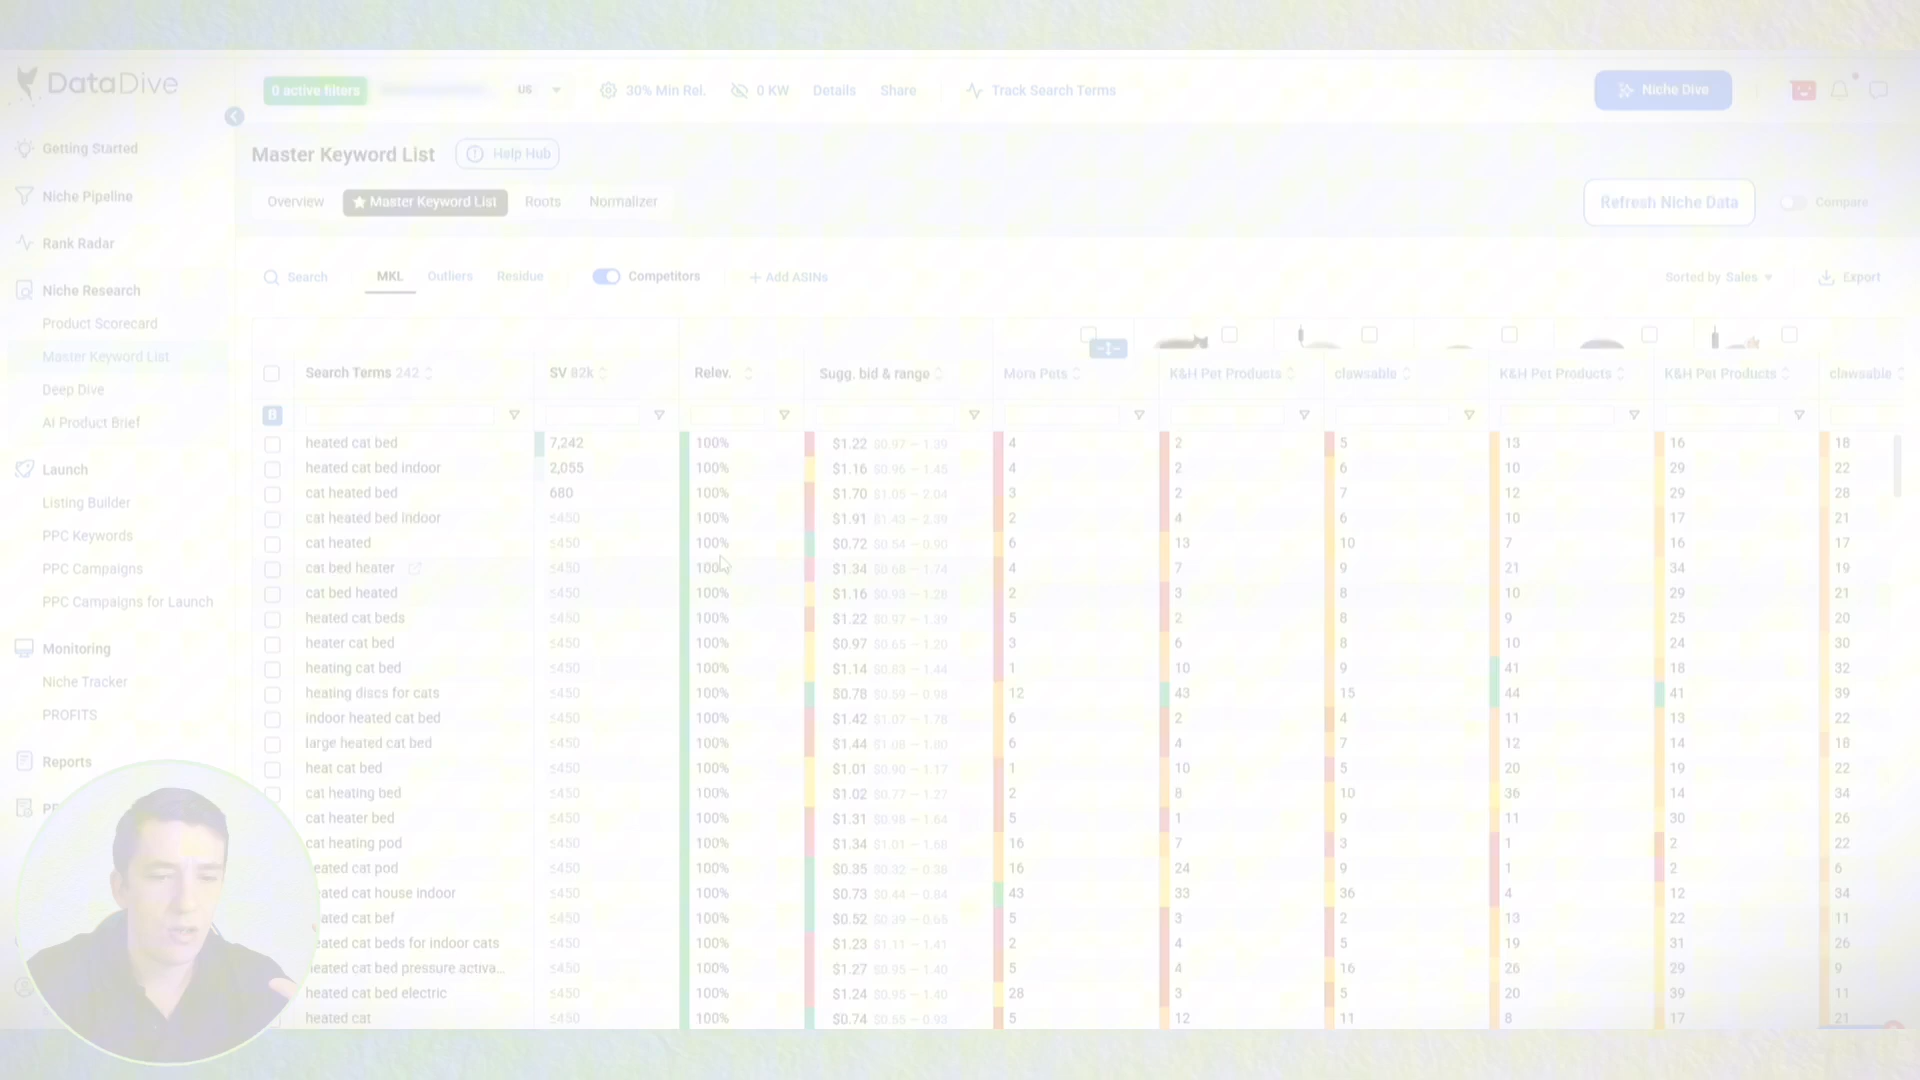 DataDive
0 active filters US 30% Min Rel. 0 KW Details Share Track Search Terms Niche Dive
Getting Started
Niche Pipeline
Rank Radar
Niche Research
Product Scorecard
Master Keyword List
Deep Dive
AI Product Brief
Launch
Listing Builder
PPC Keywords
PPC Campaigns
PPC Campaigns for Launch
Monitoring
Niche Tracker
PROFITS
Reports
Master Keyword List Help Hub
Overview Master Keyword List Roots Normalizer Refresh Niche Data Compare
Search MKL Outliers Residue Competitors + Add ASINs Sorted by Sales Export
Search Terms 242 SV 82k Relev. Sugg. bid & range Mora Pets K&H Pet Products clawsable K&H Pet Products K&H Pet Products clawsable
B
heated cat bed 7,242 100% $1.22 $0.97 – 1.39 4 2 5 13 16 18
heated cat bed indoor 2,055 100% $1.16 $0.96 – 1.45 4 2 6 10 29 22
cat heated bed 680 100% $1.70 $1.05 – 2.04 3 2 7 12 29 28
cat heated bed indoor ≤450 100% $1.91 $1.43 – 2.39 2 4 6 10 17 21
cat heated ≤450 100% $0.72 $0.54 – 0.90 6 13 10 7 16 17
cat bed heater ≤450 100% $1.34 $0.68 – 1.74 4 7 9 21 34 19
cat bed heated ≤450 100% $1.16 $0.93 – 1.28 2 3 8 10 29 21
heated cat beds ≤450 100% $1.22 $0.97 – 1.39 5 2 8 9 25 20
heater cat bed ≤450 100% $0.97 $0.65 – 1.20 3 6 8 10 24 30
heating cat bed ≤450 100% $1.14 $0.83 – 1.44 1 10 9 41 18 32
heating discs for cats ≤450 100% $0.78 $0.59 – 0.98 12 43 15 44 41 39
indoor heated cat bed ≤450 100% $1.42 $1.07 – 1.78 6 2 4 11 13 22
large heated cat bed ≤450 100% $1.44 $1.08 – 1.80 6 4 7 12 14 18
heat cat bed ≤450 100% $1.01 $0.90 – 1.17 1 10 5 20 19 22
cat heating bed ≤450 100% $1.02 $0.77 – 1.27 2 8 10 36 14 34
cat heater bed ≤450 100% $1.31 $0.98 – 1.64 5 1 9 11 30 26
cat heating pod ≤450 100% $1.34 $1.01 – 1.68 16 7 3 1 2 22
eated cat pod ≤450 100% $0.35 $0.32 – 0.38 16 24 9 1 2 6
eated cat house indoor ≤450 100% $0.73 $0.44 – 0.84 43 33 36 4 12 34
eated cat bef ≤450 100% $0.52 $0.39 – 0.65 5 3 2 13 22 11
eated cat beds for indoor cats ≤450 100% $1.23 $1.11 – 1.41 2 4 5 19 31 26
eated cat bed pressure activa... ≤450 100% $1.27 $0.95 – 1.40 5 4 16 26 29 9
heated cat bed electric ≤450 100% $1.24 $0.95 – 1.40 28 3 5 20 39 11
heated cat ≤450 100% $0.74 $0.55 – 0.93 5 12 11 8 17 21